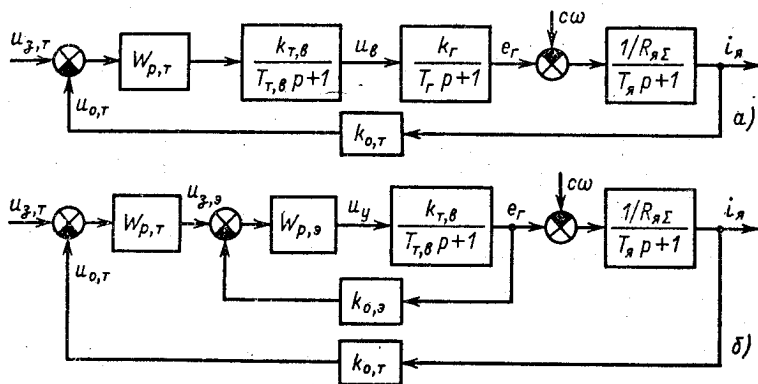 u_з,т
W_р,т
k_т,в / (T_т,в p+1)
u_в
k_г / (T_г p+1)
e_г
cω
1/R_яΣ / (T_я p+1)
i_я
u_о,т
k_о,т
а)
u_з,т
W_р,т
u_з,э
W_р,э
u_у
k_т,в / (T_т,в p+1)
e_г
cω
1/R_яΣ / (T_я p+1)
i_я
u_о,т
k_о,э
k_о,т
б)